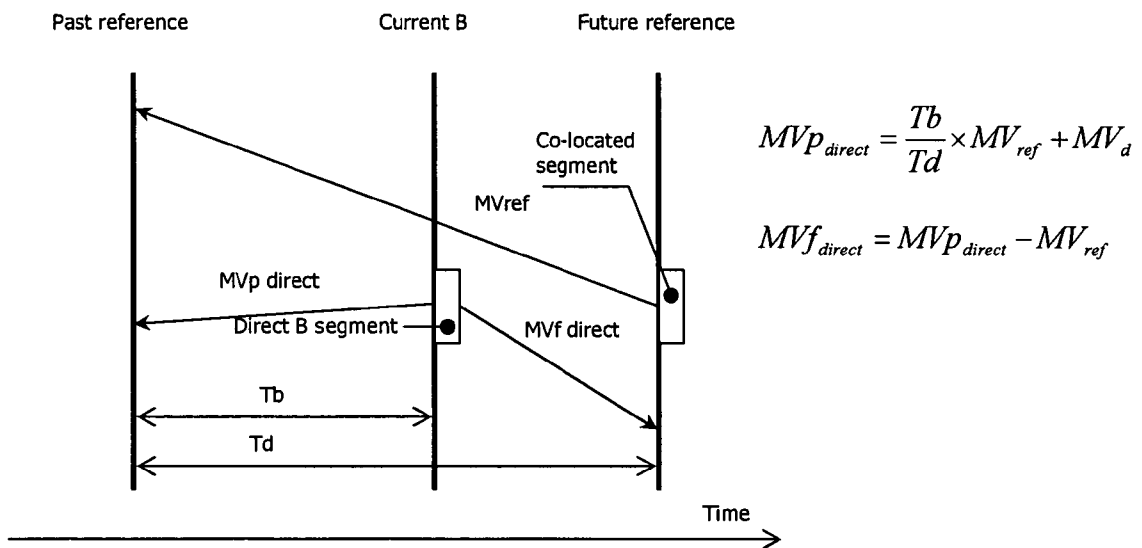 Past reference
Current B
Future reference
Co-located
segment
MVref
MVp direct
Direct B segment
MVf direct
Tb
Td
Time
MVp_direct = Tb/Td × MV_ref + MV_d
MVf_direct = MVp_direct − MV_ref